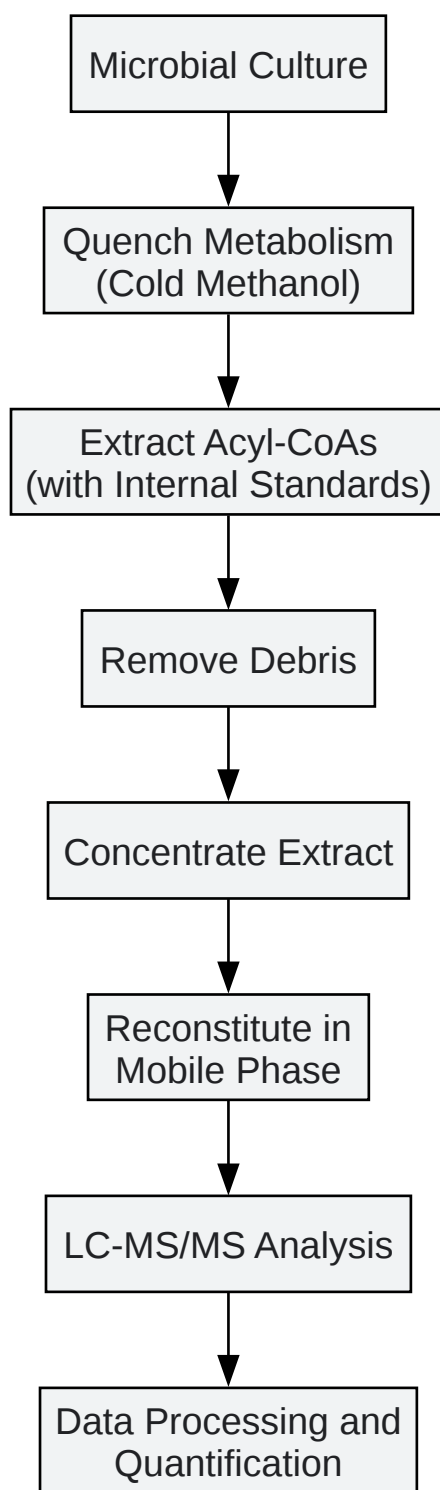 Microbial Culture
Quench Metabolism
(Cold Methanol)
Extract Acyl-CoAs
(with Internal Standards)
Remove Debris
Concentrate Extract
Reconstitute in
Mobile Phase
LC-MS/MS Analysis
Data Processing and
Quantification